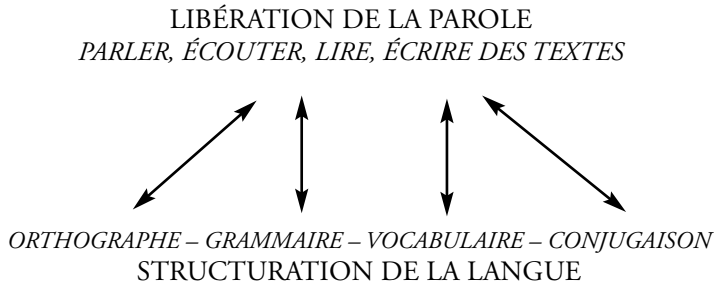 LIBÉRATION DE LA PAROLE
PARLER, ÉCOUTER, LIRE, ÉCRIRE DES TEXTES
ORTHOGRAPHE – GRAMMAIRE – VOCABULAIRE – CONJUGAISON
STRUCTURATION DE LA LANGUE